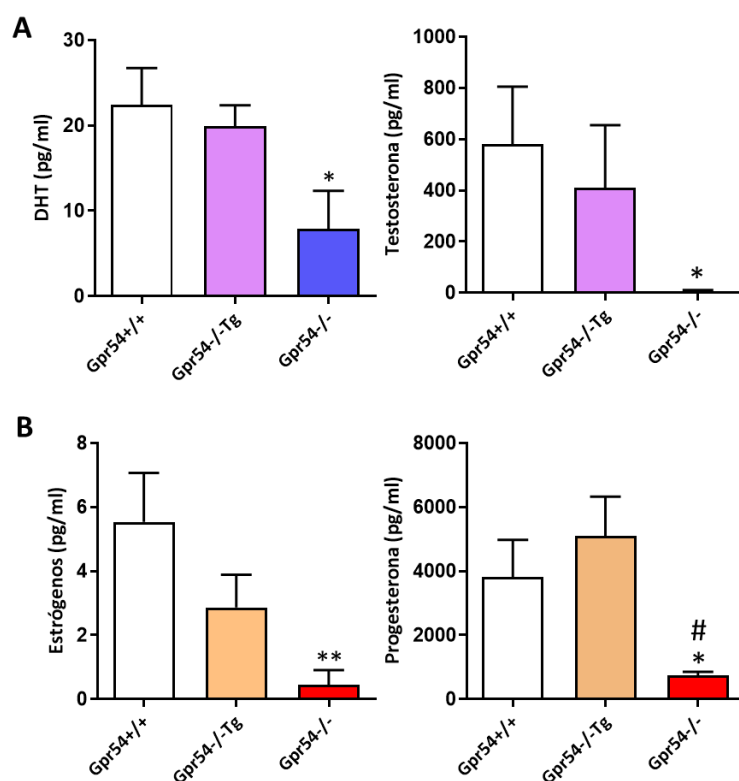 A
DHT (pg/ml)
30
20
10
0
*
Gpr54+/+
Gpr54-/-Tg
Gpr54-/-
Testosterona (pg/ml)
1000
800
600
400
200
0
*
Gpr54+/+
Gpr54-/-Tg
Gpr54-/-
B
Estrógenos (pg/ml)
8
6
4
2
0
**
Gpr54+/+
Gpr54-/-Tg
Gpr54-/-
Progesterona (pg/ml)
8000
6000
4000
2000
0
#
*
Gpr54+/+
Gpr54-/-Tg
Gpr54-/-